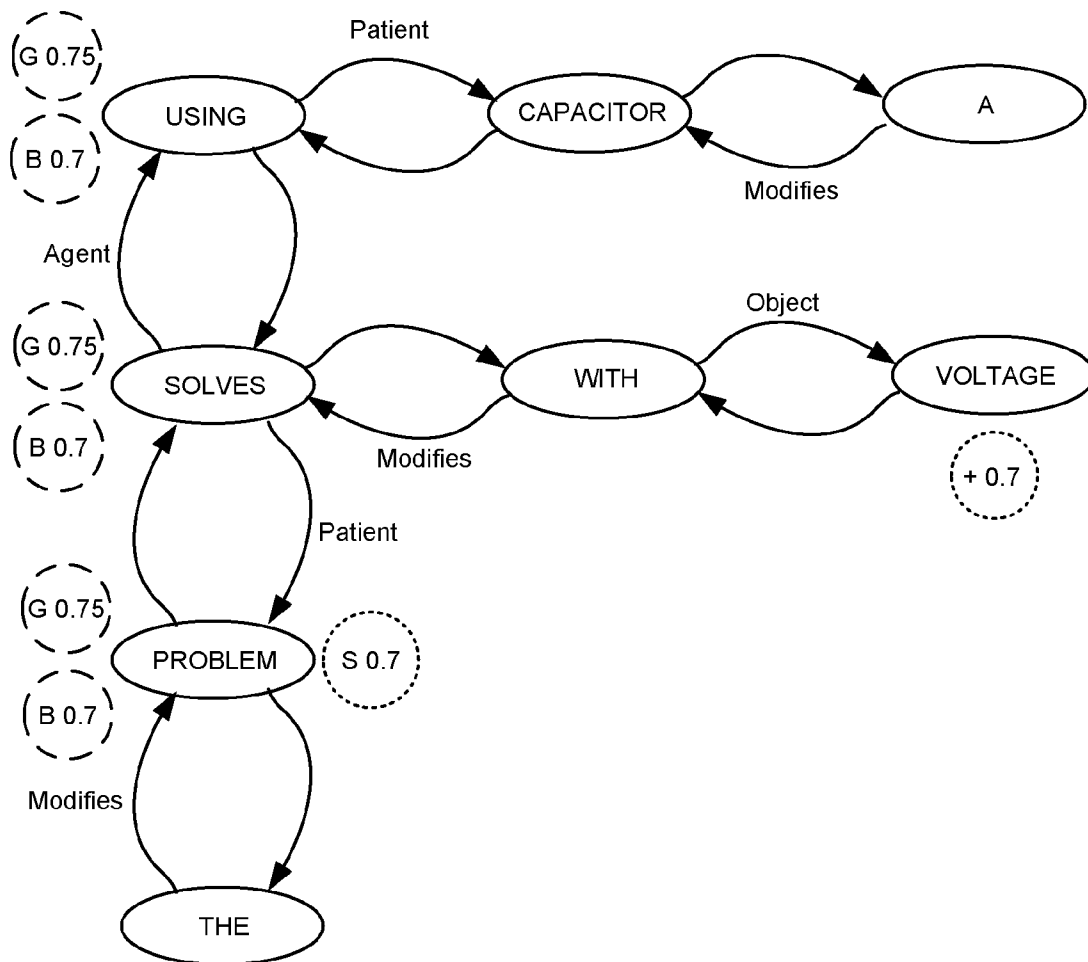 G 0.75
Patient
USING
CAPACITOR
A
B 0.7
Modifies
Agent
G 0.75
Object
SOLVES
WITH
VOLTAGE
B 0.7
Modifies
+ 0.7
Patient
G 0.75
PROBLEM
S 0.7
B 0.7
Modifies
THE